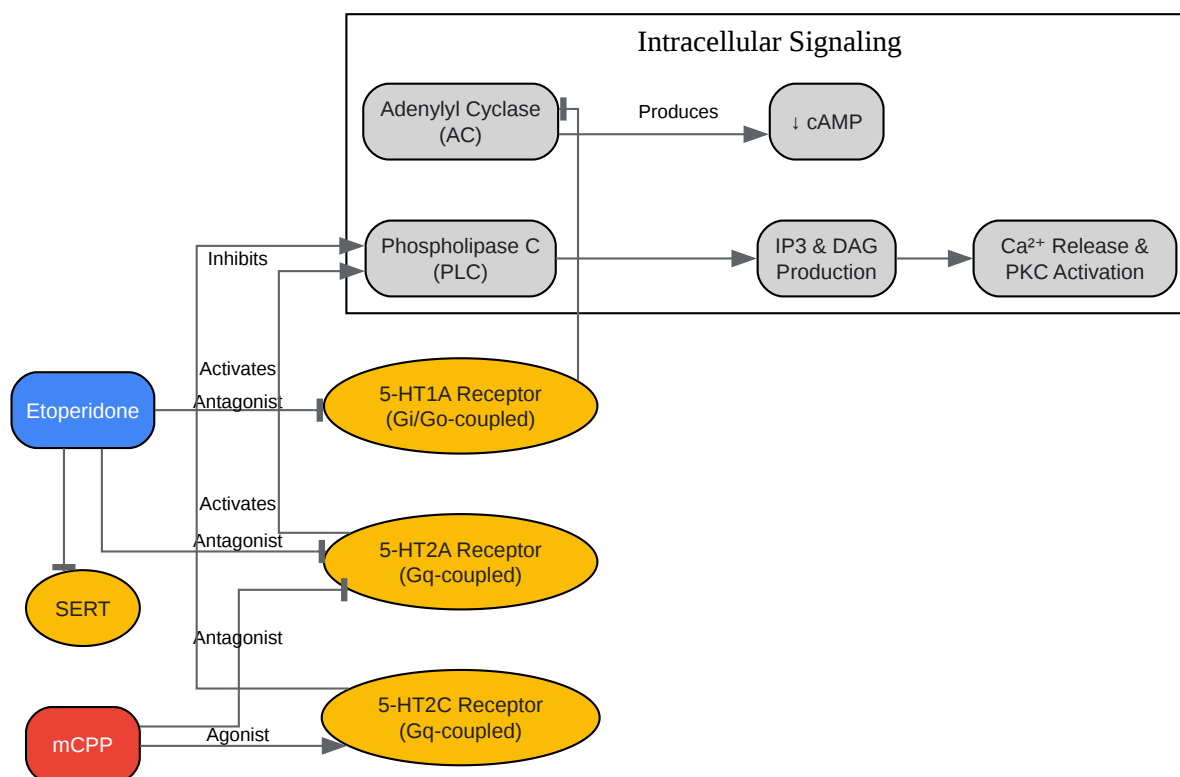 Intracellular Signaling
Adenylyl Cyclase
(AC)
Produces
↓ cAMP
Inhibits
Phospholipase C
(PLC)
IP3 & DAG
Production
Ca²⁺ Release &
PKC Activation
Activates
Etoperidone
Antagonist
5-HT1A Receptor
(Gi/Go-coupled)
Activates
Antagonist
5-HT2A Receptor
(Gq-coupled)
SERT
Antagonist
mCPP
Agonist
5-HT2C Receptor
(Gq-coupled)